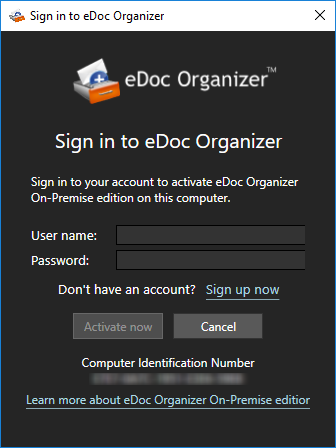 Sign in to eDoc Organizer
eDoc Organizer™
Sign in to eDoc Organizer
Sign in to your account to activate eDoc Organizer
On-Premise edition on this computer.
User name:
Password:
Don't have an account? Sign up now
Activate now Cancel
Computer Identification Number
Learn more about eDoc Organizer On-Premise editior